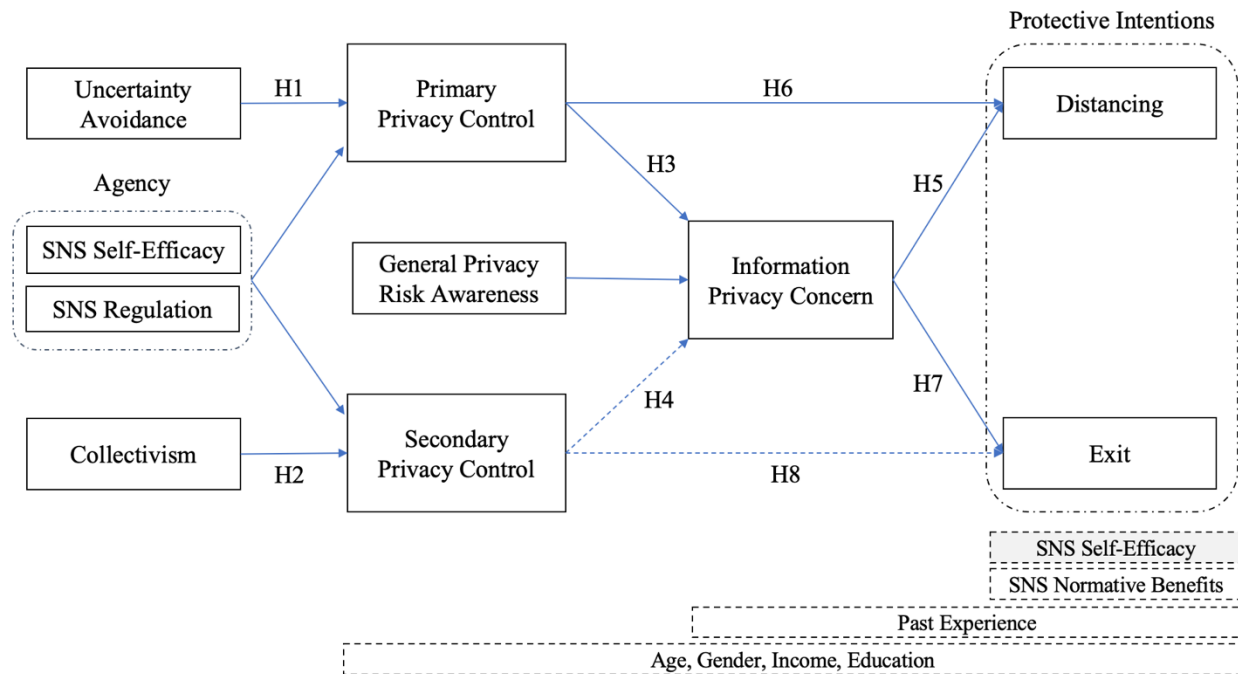 Protective Intentions
Uncertainty
Avoidance
H1
Primary
Privacy Control
H6
Distancing
Agency
H3
H5
SNS Self-Efficacy
SNS Regulation
General Privacy
Risk Awareness
Information
Privacy Concern
H4
H7
Collectivism
H2
Secondary
Privacy Control
H8
Exit
SNS Self-Efficacy
SNS Normative Benefits
Past Experience
Age, Gender, Income, Education